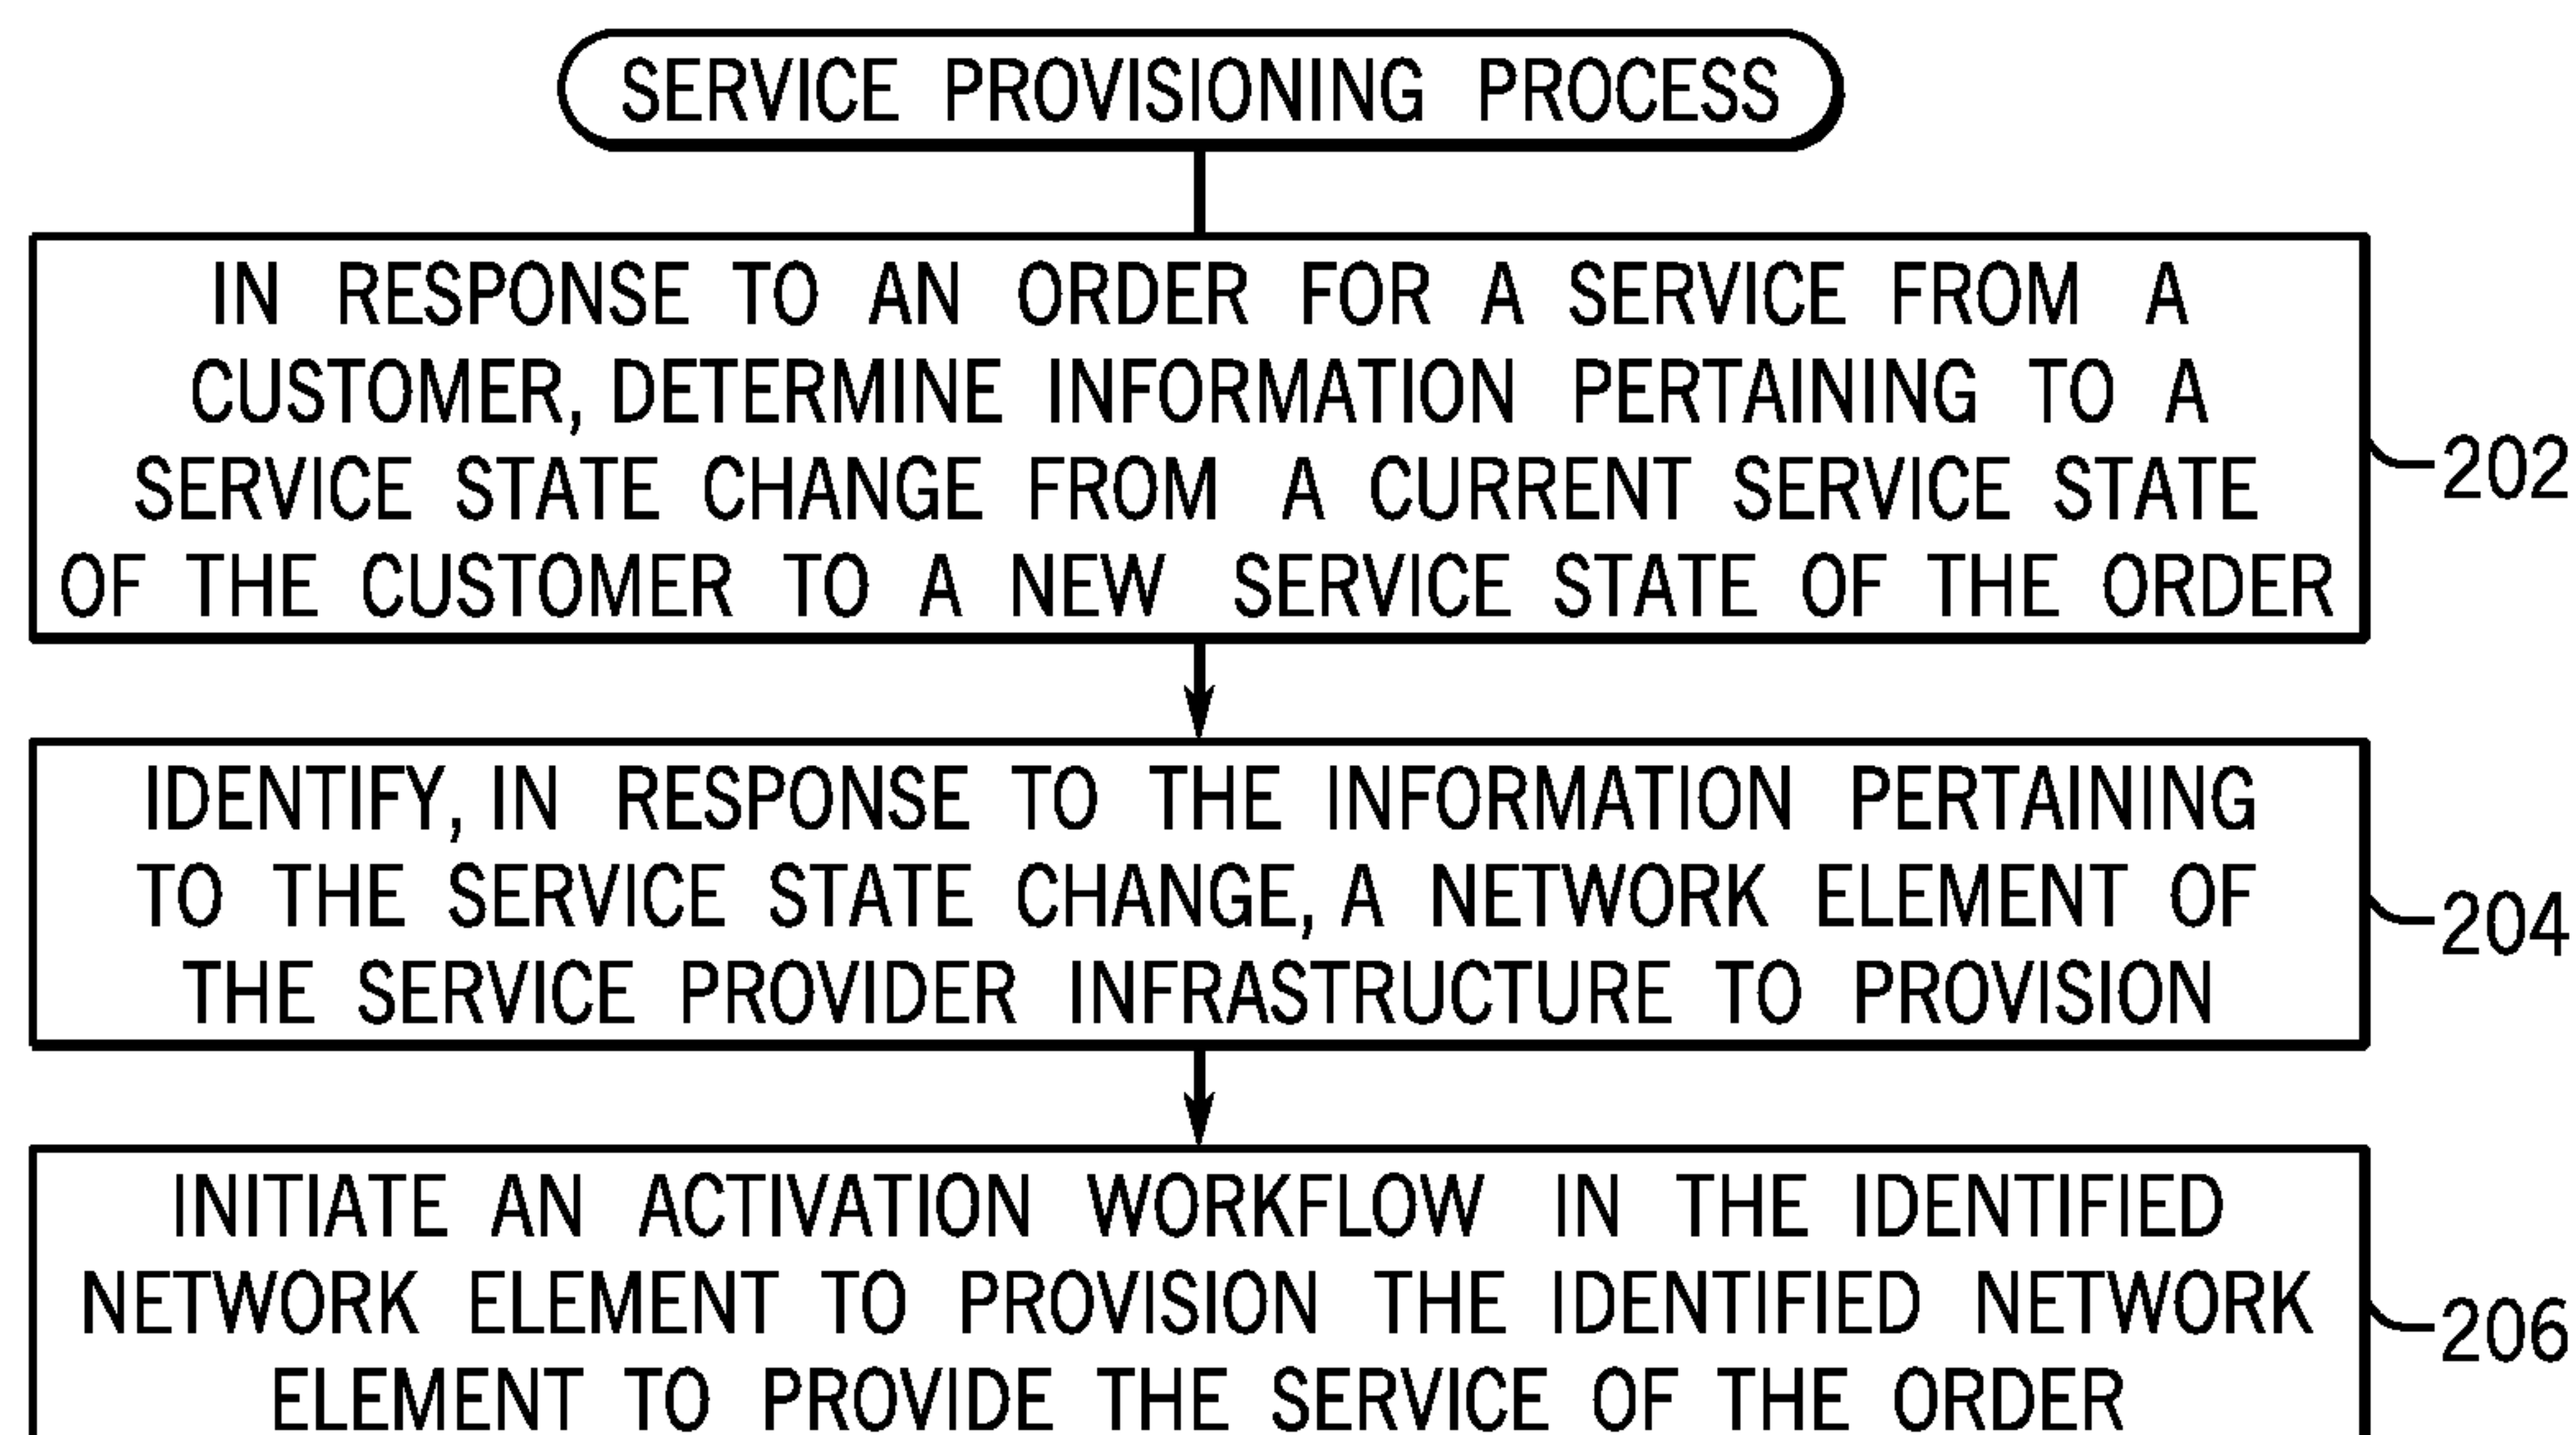 SERVICE PROVISIONING PROCESS
IN RESPONSE TO AN ORDER FOR A SERVICE FROM A
CUSTOMER, DETERMINE INFORMATION PERTAINING TO A
SERVICE STATE CHANGE FROM A CURRENT SERVICE STATE
OF THE CUSTOMER TO A NEW SERVICE STATE OF THE ORDER
202
IDENTIFY, IN RESPONSE TO THE INFORMATION PERTAINING
TO THE SERVICE STATE CHANGE, A NETWORK ELEMENT OF
THE SERVICE PROVIDER INFRASTRUCTURE TO PROVISION
204
INITIATE AN ACTIVATION WORKFLOW IN THE IDENTIFIED
NETWORK ELEMENT TO PROVISION THE IDENTIFIED NETWORK
ELEMENT TO PROVIDE THE SERVICE OF THE ORDER
206